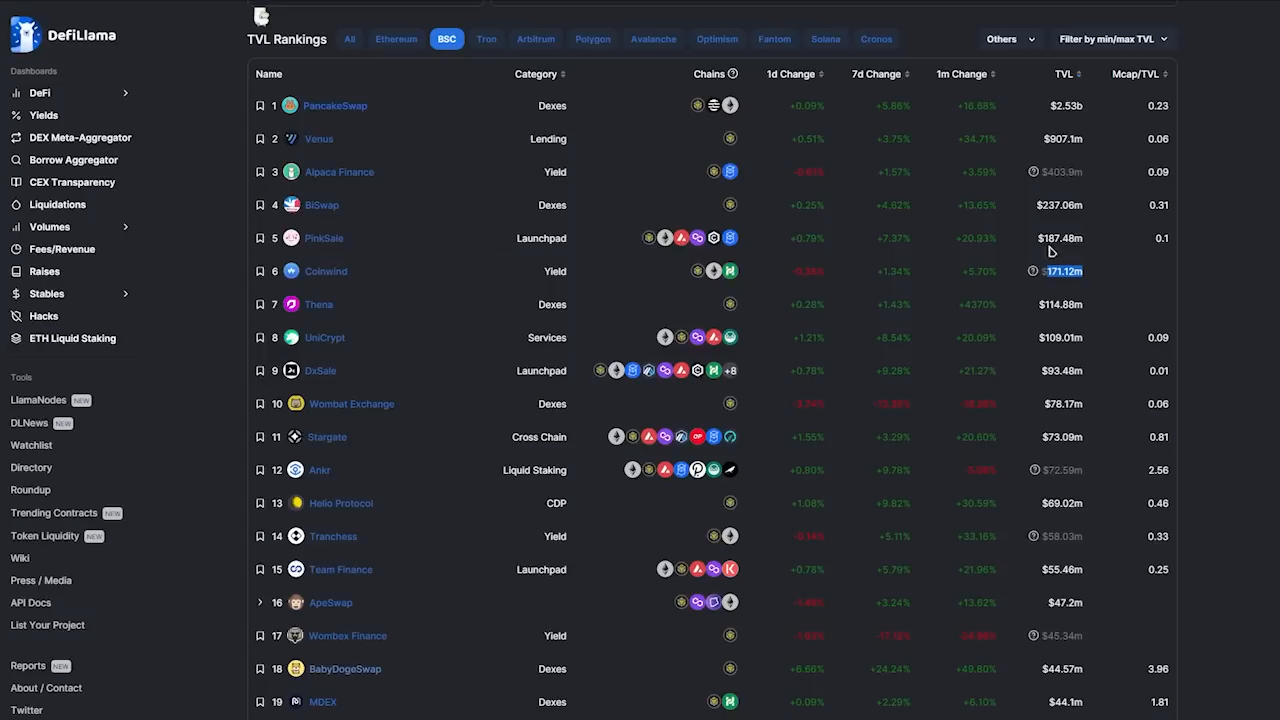 DefiLlama
Dashboards
DeFi
Yields
DEX Meta-Aggregator
Borrow Aggregator
CEX Transparency
Liquidations
Volumes
Fees/Revenue
Raises
Stables
Hacks
ETH Liquid Staking
Tools
LlamaNodes NEW
DLNews NEW
Watchlist
Directory
Roundup
Trending Contracts NEW
Token Liquidity NEW
Wiki
Press / Media
API Docs
List Your Project
Reports NEW
About / Contact
Twitter
TVL Rankings All Ethereum BSC Tron Arbitrum Polygon Avalanche Optimism Fantom Solana Cronos Others Filter by min/max TVL
Name Category Chains 1d Change 7d Change 1m Change TVL Mcap/TVL
1 PancakeSwap Dexes +0.09% +5.86% +16.68% $2.53b 0.23
2 Venus Lending +0.51% +3.75% +34.71% $907.1m 0.06
3 Alpaca Finance Yield +1.57% +3.59% $403.9m 0.09
4 BiSwap Dexes +0.25% +4.62% +13.65% $237.06m 0.31
5 PinkSale Launchpad +0.79% +7.37% +20.93% $187.48m 0.1
6 Coinwind Yield +1.34% +5.70% $171.12m
7 Thena Dexes +0.28% +1.43% +4370% $114.88m
8 UniCrypt Services +1.21% +8.54% +20.09% $109.01m 0.09
9 DxSale Launchpad +8 +0.78% +9.28% +21.27% $93.48m 0.01
10 Wombat Exchange Dexes $78.17m 0.06
11 Stargate Cross Chain +1.55% +3.29% +20.60% $73.09m 0.81
12 Ankr Liquid Staking +0.80% +9.78% $72.59m 2.56
13 Helio Protocol CDP +1.08% +9.82% +30.59% $69.02m 0.46
14 Tranchess Yield -0.14% +5.11% +33.16% $58.03m 0.33
15 Team Finance Launchpad +0.78% +5.79% +21.96% $55.46m 0.25
16 ApeSwap +3.24% +13.62% $47.2m
17 Wombex Finance Yield $45.34m
18 BabyDogeSwap Dexes +6.66% +24.24% +49.80% $44.57m 3.96
19 MDEX Dexes +0.09% +2.29% +6.10% $44.1m 1.81